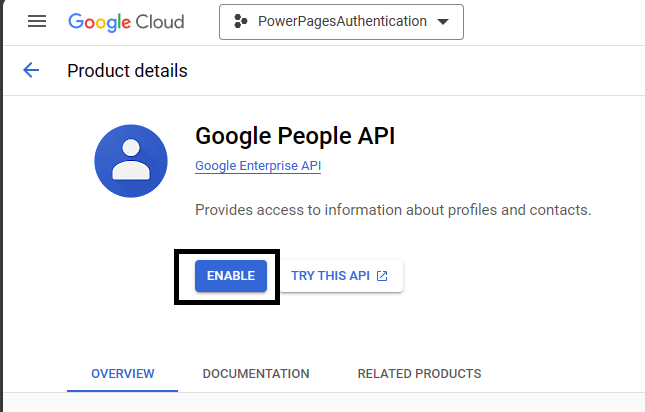 Google Cloud PowerPagesAuthentication
Product details
Google People API
Google Enterprise API
Provides access to information about profiles and contacts.
ENABLE TRY THIS API
OVERVIEW DOCUMENTATION RELATED PRODUCTS